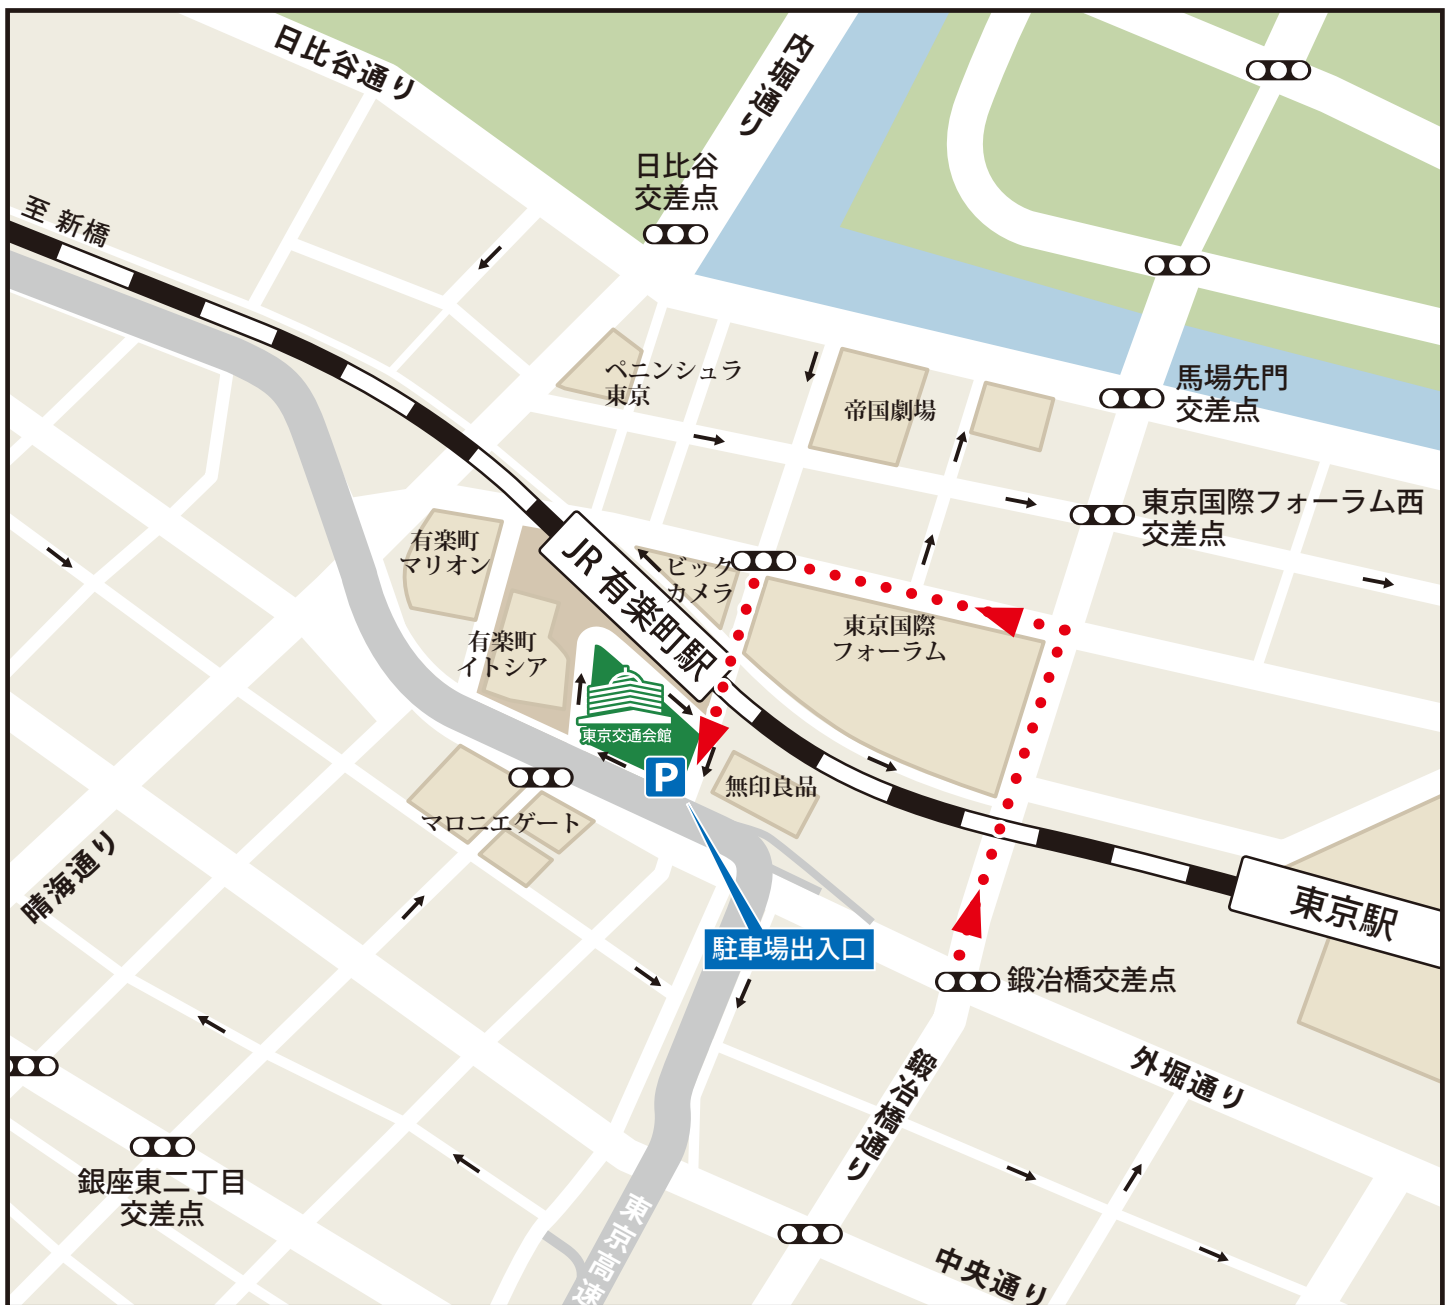 日比谷通り
内堀通り
日比谷
交差点
至 新橋
ペニンシュラ
東京
帝国劇場
馬場先門
交差点
東京国際フォーラム西
交差点
有楽町
マリオン
JR 有楽町駅
ビック
カメラ
東京国際
フォーラム
有楽町
イトシア
東京交通会館
P
無印良品
マロニエゲート
晴海通り
東京駅
駐車場出入口
鍛冶橋交差点
鍛冶橋通り
外堀通り
銀座東二丁目
交差点
東京高速
中央通り